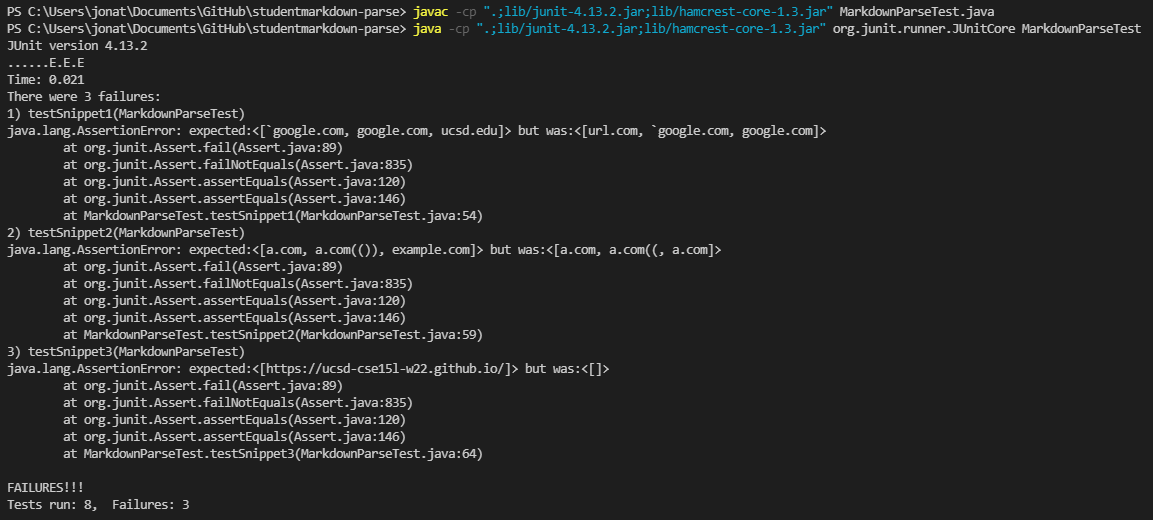 PS C:\Users\jonat\Documents\GitHub\studentmarkdown-parse> javac -cp ".;lib/junit-4.13.2.jar;lib/hamcrest-core-1.3.jar" MarkdownParseTest.java
PS C:\Users\jonat\Documents\GitHub\studentmarkdown-parse> java -cp ".;lib/junit-4.13.2.jar;lib/hamcrest-core-1.3.jar" org.junit.runner.JUnitCore MarkdownParseTest
JUnit version 4.13.2
......E.E.E
Time: 0.021
There were 3 failures:
1) testSnippet1(MarkdownParseTest)
java.lang.AssertionError: expected:<[`google.com, google.com, ucsd.edu]> but was:<[url.com, `google.com, google.com]>
        at org.junit.Assert.fail(Assert.java:89)
        at org.junit.Assert.failNotEquals(Assert.java:835)
        at org.junit.Assert.assertEquals(Assert.java:120)
        at org.junit.Assert.assertEquals(Assert.java:146)
        at MarkdownParseTest.testSnippet1(MarkdownParseTest.java:54)
2) testSnippet2(MarkdownParseTest)
java.lang.AssertionError: expected:<[a.com, a.com(()), example.com]> but was:<[a.com, a.com((, a.com]>
        at org.junit.Assert.fail(Assert.java:89)
        at org.junit.Assert.failNotEquals(Assert.java:835)
        at org.junit.Assert.assertEquals(Assert.java:120)
        at org.junit.Assert.assertEquals(Assert.java:146)
        at MarkdownParseTest.testSnippet2(MarkdownParseTest.java:59)
3) testSnippet3(MarkdownParseTest)
java.lang.AssertionError: expected:<[https://ucsd-cse15l-w22.github.io/]> but was:<[]>
        at org.junit.Assert.fail(Assert.java:89)
        at org.junit.Assert.failNotEquals(Assert.java:835)
        at org.junit.Assert.assertEquals(Assert.java:120)
        at org.junit.Assert.assertEquals(Assert.java:146)
        at MarkdownParseTest.testSnippet3(MarkdownParseTest.java:64)

FAILURES!!!
Tests run: 8,  Failures: 3